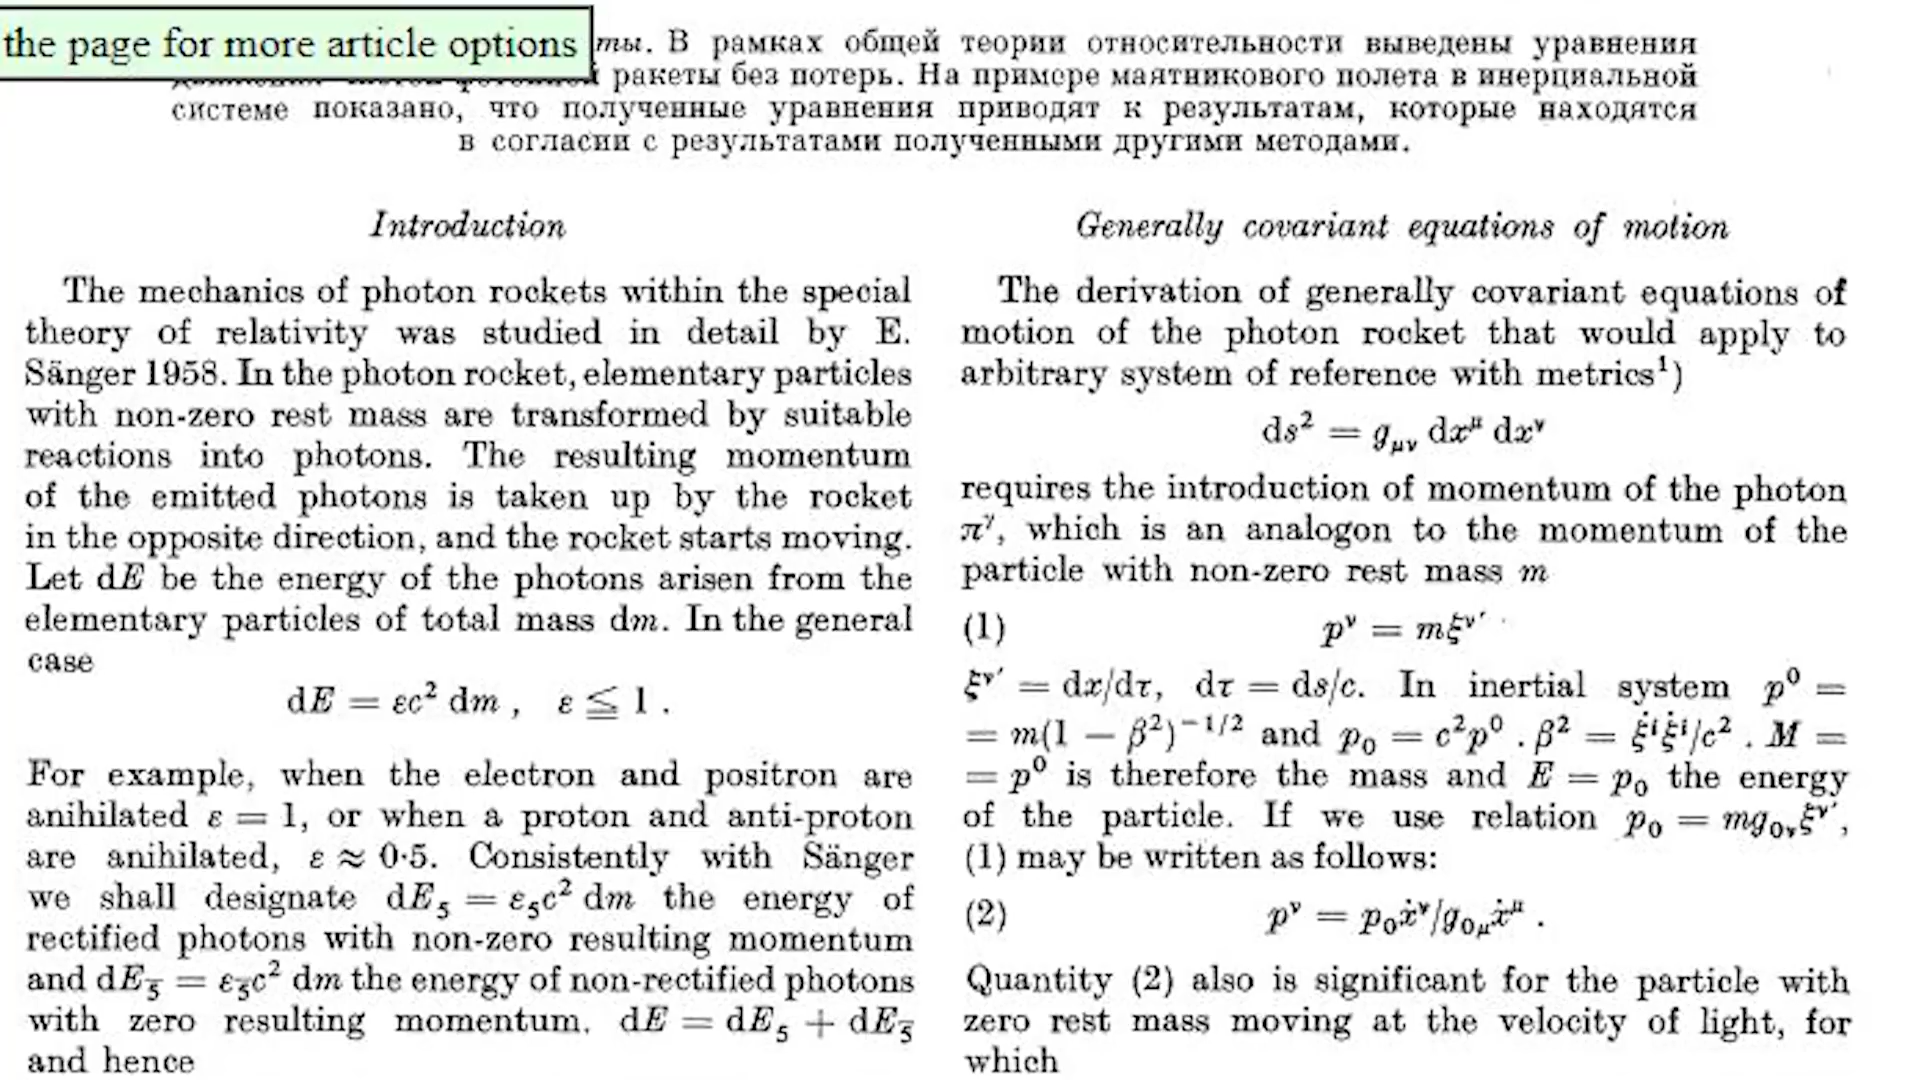 the page for more article options
ты. В рамках общей теории относительности выведены уравнения
ракеты без потерь. На примере маятникового полета в инерциальной
системе показано, что полученные уравнения приводят к результатам, которые находятся
в согласии с результатами полученными другими методами.
Introduction
The mechanics of photon rockets within the special
theory of relativity was studied in detail by E.
Sänger 1958. In the photon rocket, elementary particles
with non-zero rest mass are transformed by suitable
reactions into photons. The resulting momentum
of the emitted photons is taken up by the rocket
in the opposite direction, and the rocket starts moving.
Let dE be the energy of the photons arisen from the
elementary particles of total mass dm. In the general
case
dE = εc² dm , ε ≦ 1 .
For example, when the electron and positron are
anihilated ε = 1, or when a proton and anti-proton
are anihilated, ε ≈ 0·5. Consistently with Sänger
we shall designate dE₅ = ε₅c² dm the energy of
rectified photons with non-zero resulting momentum
and dE₅̅ = ε₅̅c² dm the energy of non-rectified photons
with zero resulting momentum. dE = dE₅ + dE₅̅
and hence
Generally covariant equations of motion
The derivation of generally covariant equations of
motion of the photon rocket that would apply to
arbitrary system of reference with metrics¹)
ds² = g_μν dx^μ dx^ν
requires the introduction of momentum of the photon
π^ν, which is an analogon to the momentum of the
particle with non-zero rest mass m
(1) p^ν = mξ^ν′
ξ^ν′ = dx/dτ, dτ = ds/c. In inertial system p⁰ =
= m(1 − β²)^−1/2 and p₀ = c²p⁰ . β² = ξ̇^i ξ̇^i/c² . M =
= p⁰ is therefore the mass and E = p₀ the energy
of the particle. If we use relation p₀ = mg₀ᵥξ^ν′,
(1) may be written as follows:
(2) p^ν = p₀ẋ^ν/g₀μẋ^μ .
Quantity (2) also is significant for the particle with
zero rest mass moving at the velocity of light, for
which